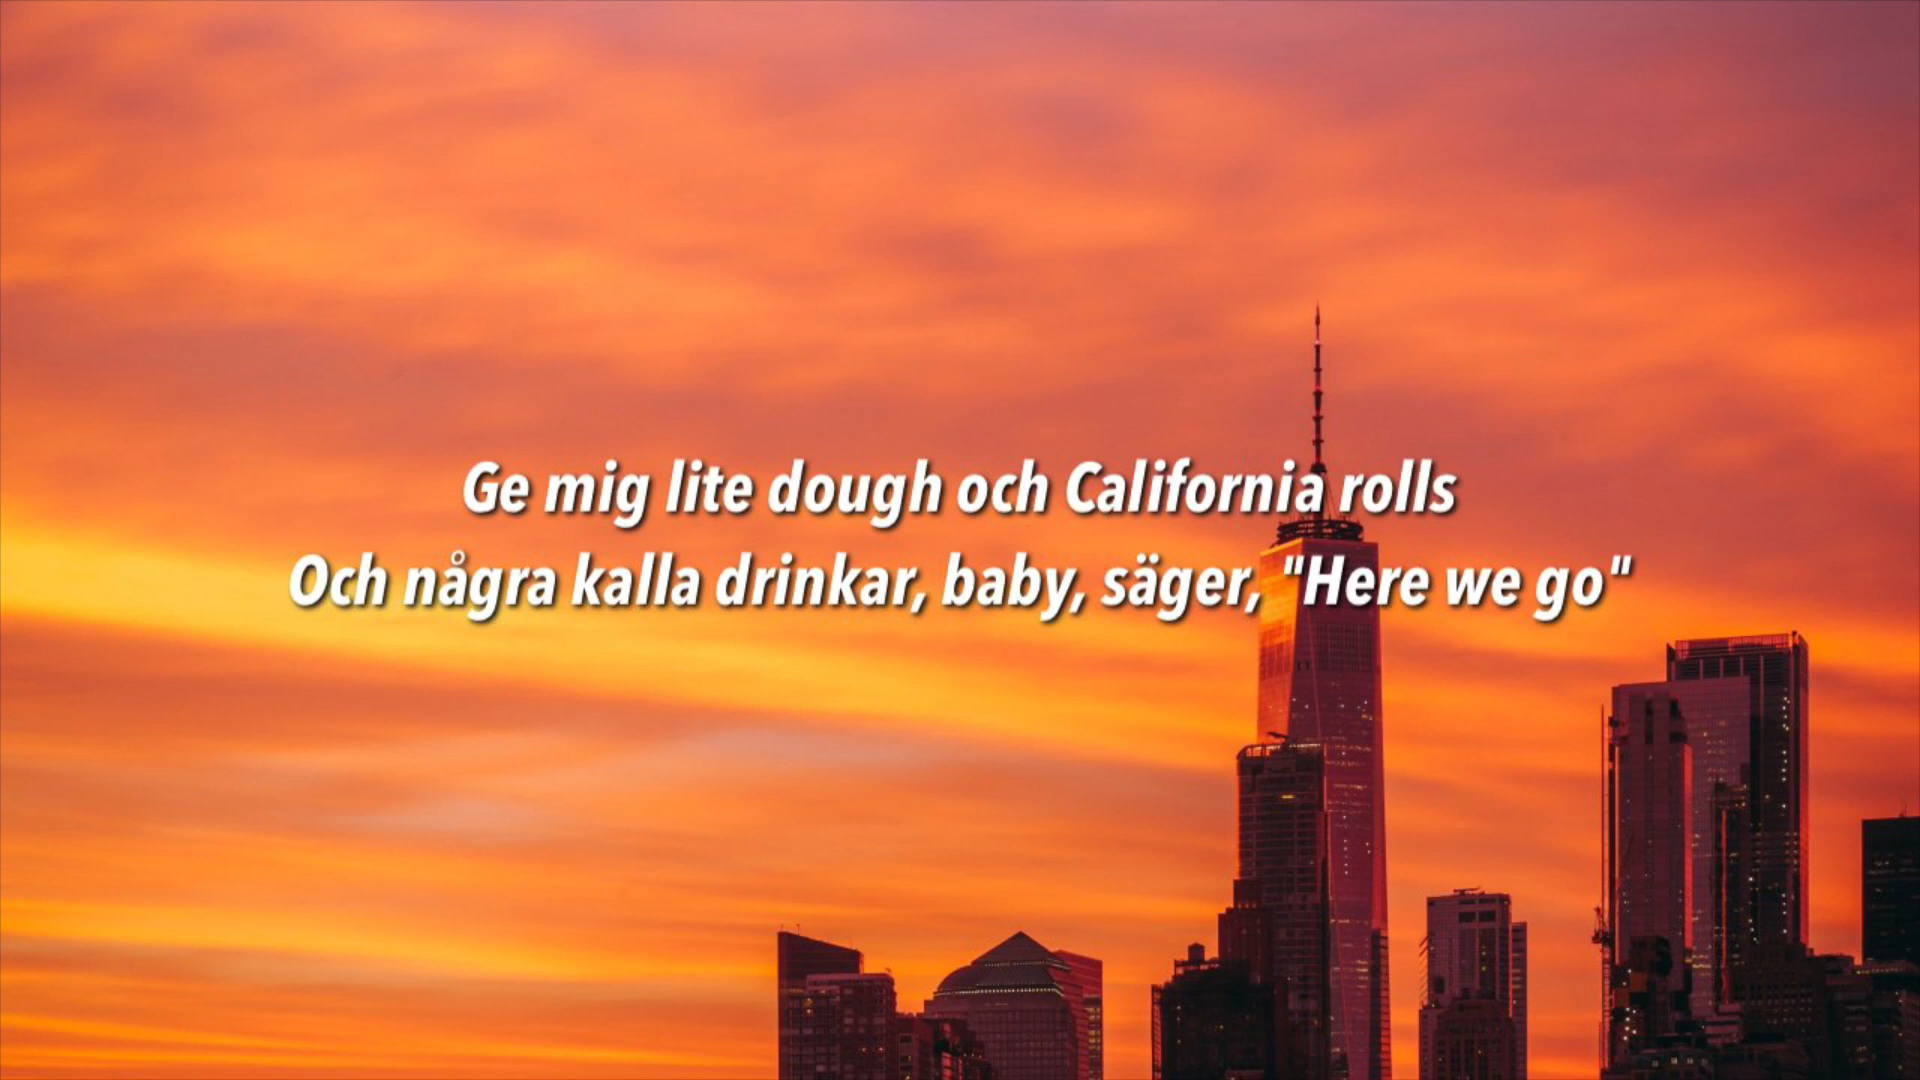 Ge mig lite dough och California rolls
Och några kalla drinkar, baby, säger, "Here we go"